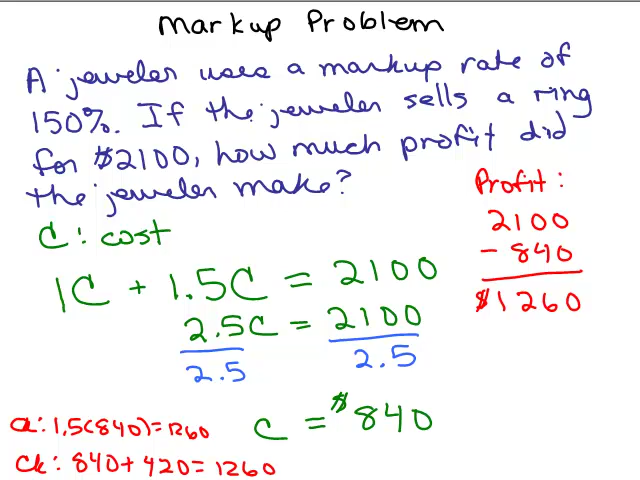 Markup Problem
A jeweler uses a markup rate of
150%. If the jeweler sells a ring
for $2100, how much profit did
the jeweler make?
Profit:
2100
- 840
$1260
C: cost
1C + 1.5C = 2100
2.5C = 2100
2.5 2.5
C = $840
Ck: 1.5(840)=1260
Ck: 840+420=1260